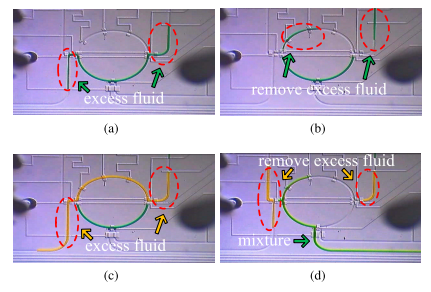 excess fluid
remove excess fluid
(a)
(b)
remove excess fluid
excess fluid
mixture
(c)
(d)